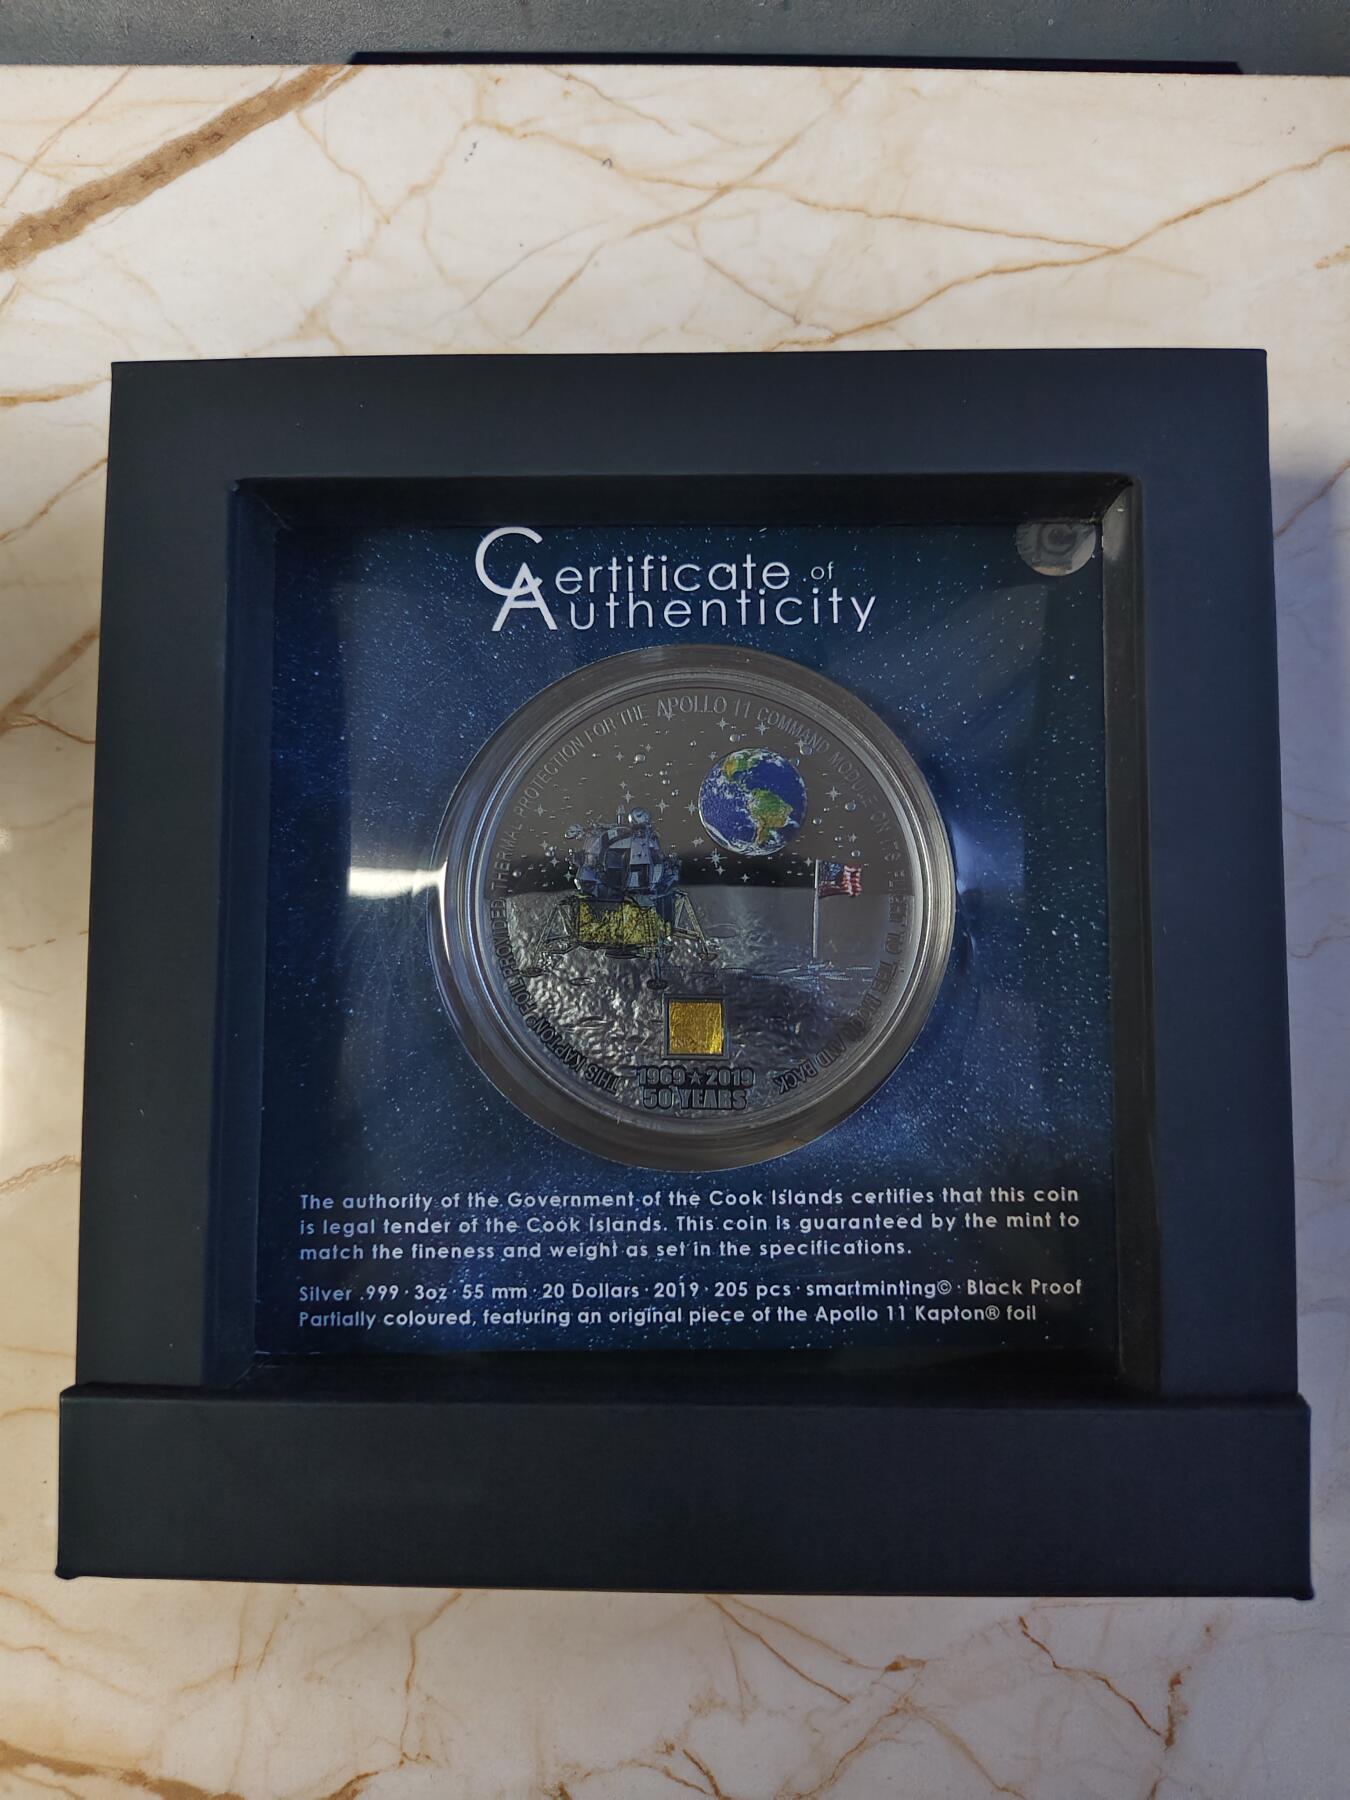 Certificate of
Authenticity
THIS KAPTON® FOIL PROVIDED THERMAL PROTECTION FOR THE APOLLO 11 COMMAND MODULE ON ITS FLIGHT TO THE MOON AND BACK
1969★2019
50 YEARS
The authority of the Government of the Cook Islands certifies that this coin
is legal tender of the Cook Islands. This coin is guaranteed by the mint to
match the fineness and weight as set in the specifications.
Silver .999 · 3oz · 55 mm · 20 Dollars · 2019 · 205 pcs · smartminting© · Black Proof
Partially coloured, featuring an original piece of the Apollo 11 Kapton® foil